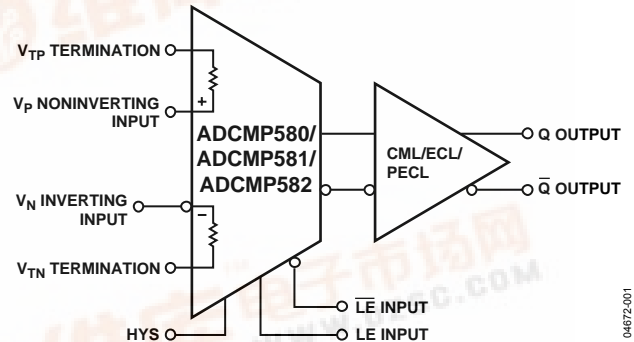 VTP TERMINATION
VP NONINVERTING
INPUT
+
ADCMP580/
ADCMP581/
ADCMP582
CML/ECL/
PECL
Q OUTPUT
Q̅ OUTPUT
VN INVERTING
INPUT
−
VTN TERMINATION
L̅E̅ INPUT
HYS
LE INPUT
04672-001